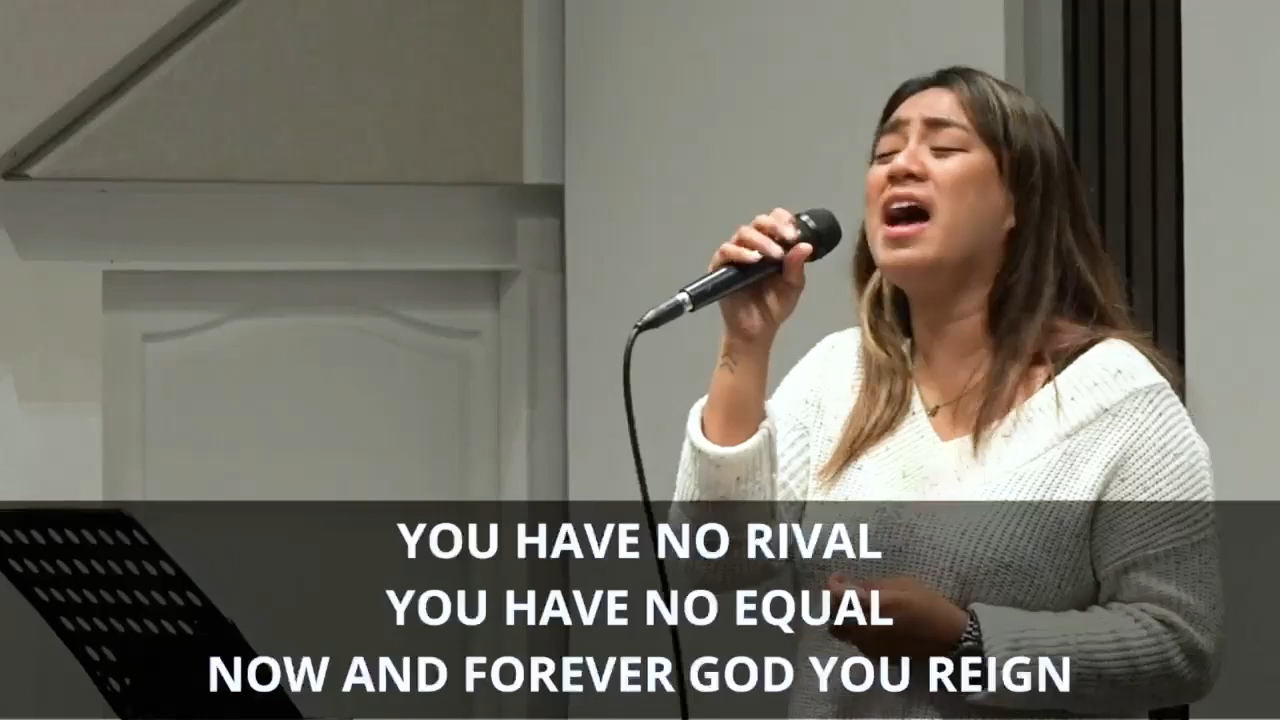 YOU HAVE NO RIVAL
YOU HAVE NO EQUAL
NOW AND FOREVER GOD YOU REIGN